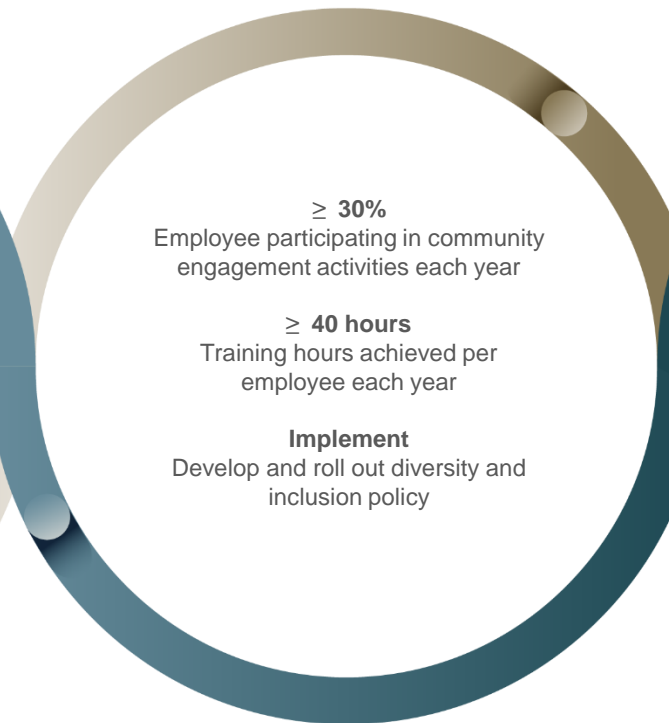 ≥ 30%
Employee participating in community
engagement activities each year
≥ 40 hours
Training hours achieved per
employee each year
Implement
Develop and roll out diversity and
inclusion policy